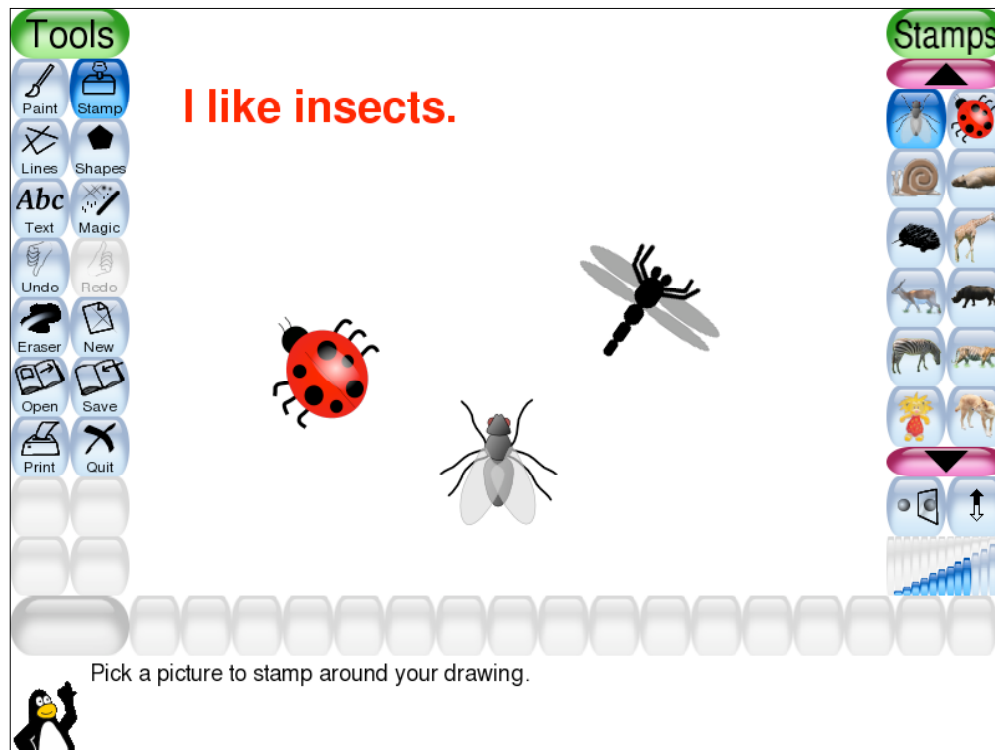 Tools
Stamps
Paint
Stamp
I like insects.
Lines
Shapes
Abc
Text
Magic
Undo
Redo
Eraser
New
Open
Save
Print
Quit
Pick a picture to stamp around your drawing.